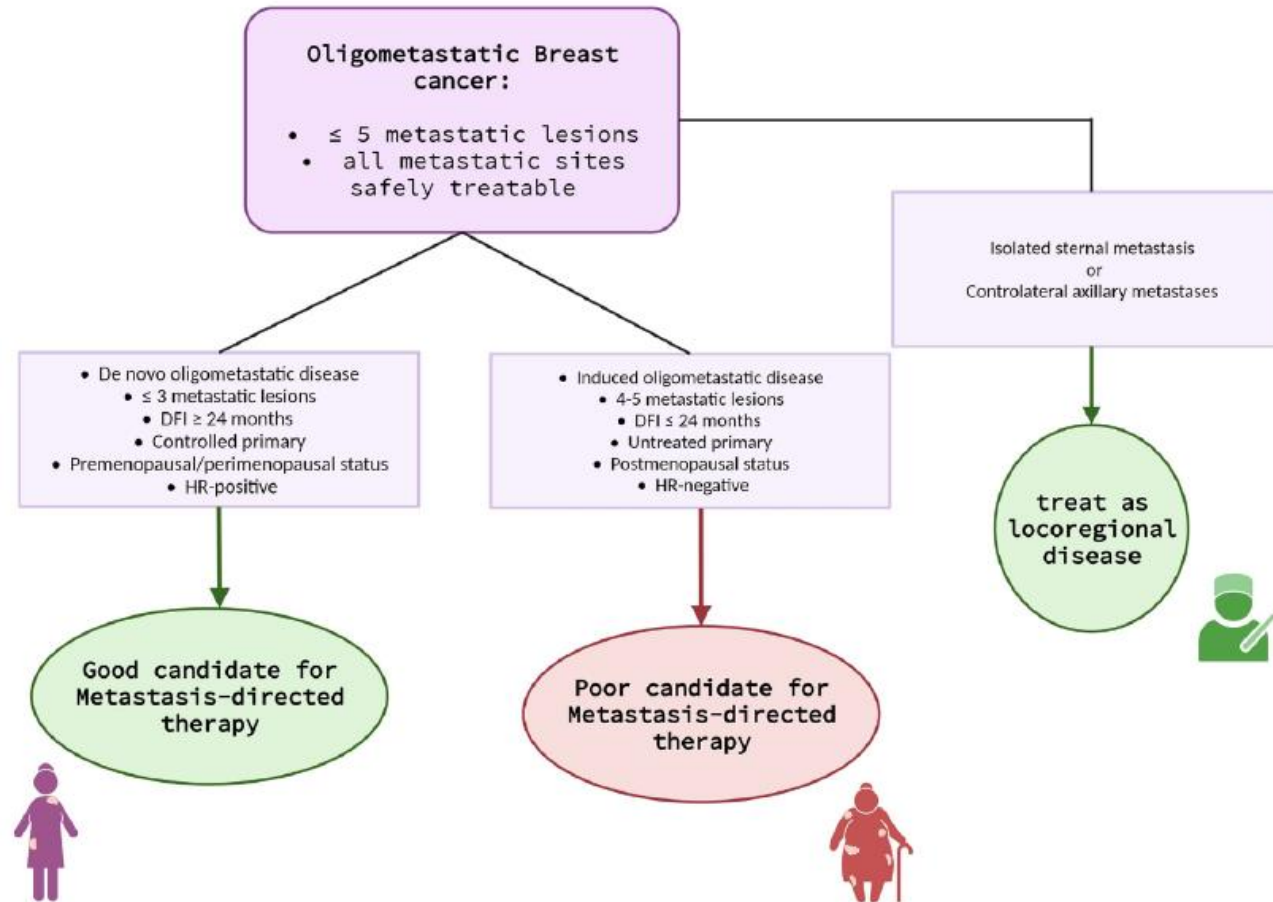 Oligometastatic Breast
cancer:
• ≤ 5 metastatic lesions
• all metastatic sites
safely treatable
Isolated sternal metastasis
or
Controlateral axillary metastases
• De novo oligometastatic disease
• ≤ 3 metastatic lesions
• DFI ≥ 24 months
• Controlled primary
• Premenopausal/perimenopausal status
• HR-positive
• Induced oligometastatic disease
• 4-5 metastatic lesions
• DFI ≤ 24 months
• Untreated primary
• Postmenopausal status
• HR-negative
treat as
locoregional
disease
Good candidate for
Metastasis-directed
therapy
Poor candidate for
Metastasis-directed
therapy